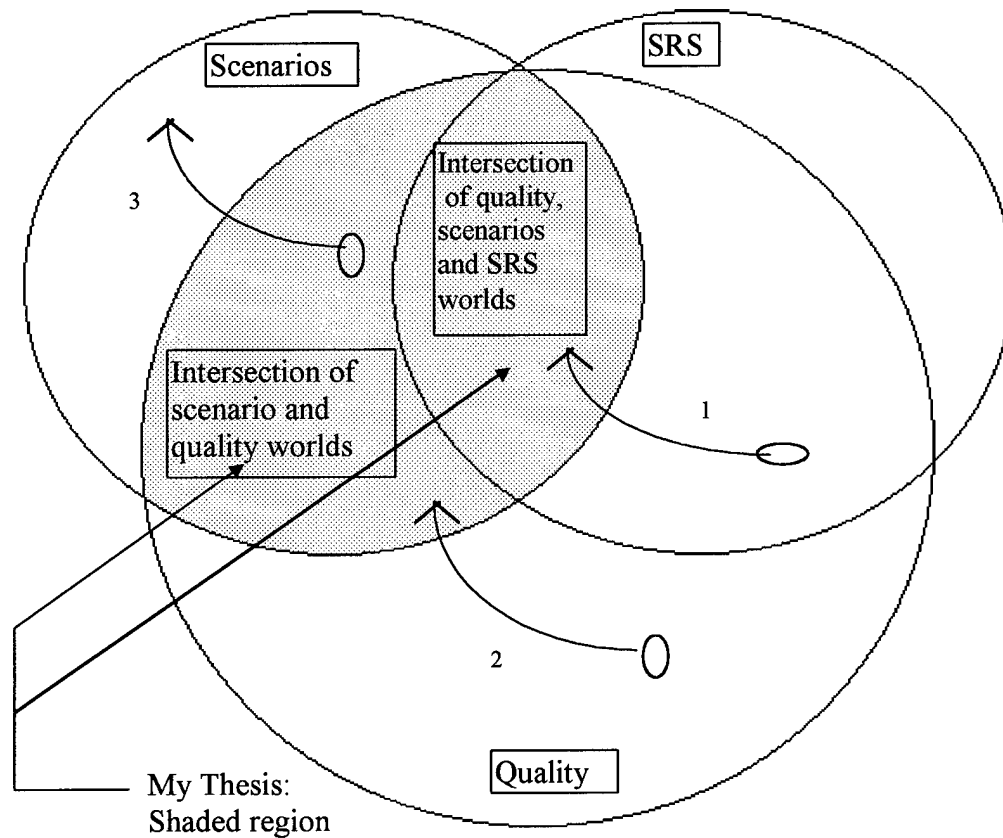 Scenarios
SRS
Intersection
of quality,
scenarios
and SRS
worlds
3
Intersection of
scenario and
quality worlds
1
2
Quality
My Thesis:
Shaded region